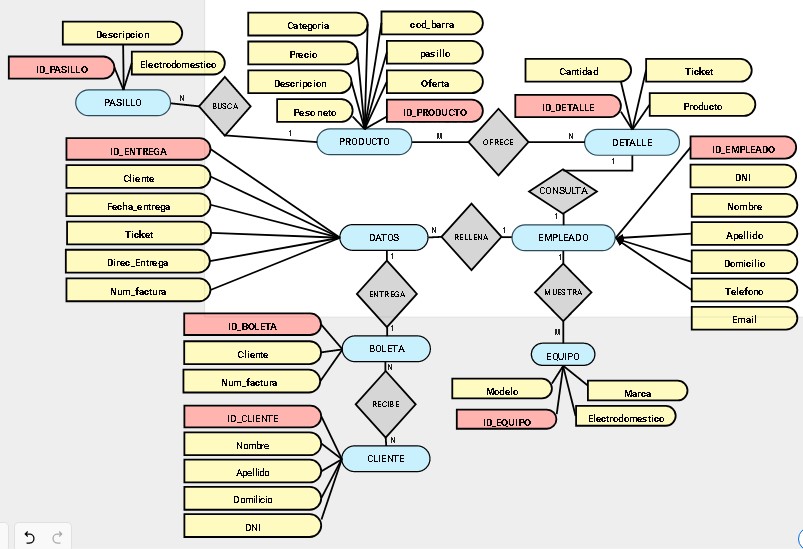 Descripcion
ID_PASILLO
Electrodomestico
PASILLO
N
BUSCA
1
Categoria
cod_barra
Precio
pasillo
Descripcion
Oferta
Peso neto
ID_PRODUCTO
PRODUCTO
M
OFRECE
N
Cantidad
Ticket
ID_DETALLE
Producto
DETALLE
1
CONSULTA
1
ID_EMPLEADO
DNI
Nombre
Apellido
Domicilio
Telefono
Email
ID_ENTREGA
Cliente
Fecha_entrega
Ticket
Direc_Entrega
Num_factura
DATOS
N
RELLENA
1
EMPLEADO
1
ENTREGA
1
1
MUESTRA
M
ID_BOLETA
Cliente
Num_factura
BOLETA
N
RECIBE
N
EQUIPO
Modelo
Marca
ID_EQUIPO
Electrodomestico
ID_CLIENTE
Nombre
Apellido
Domilicio
DNI
CLIENTE